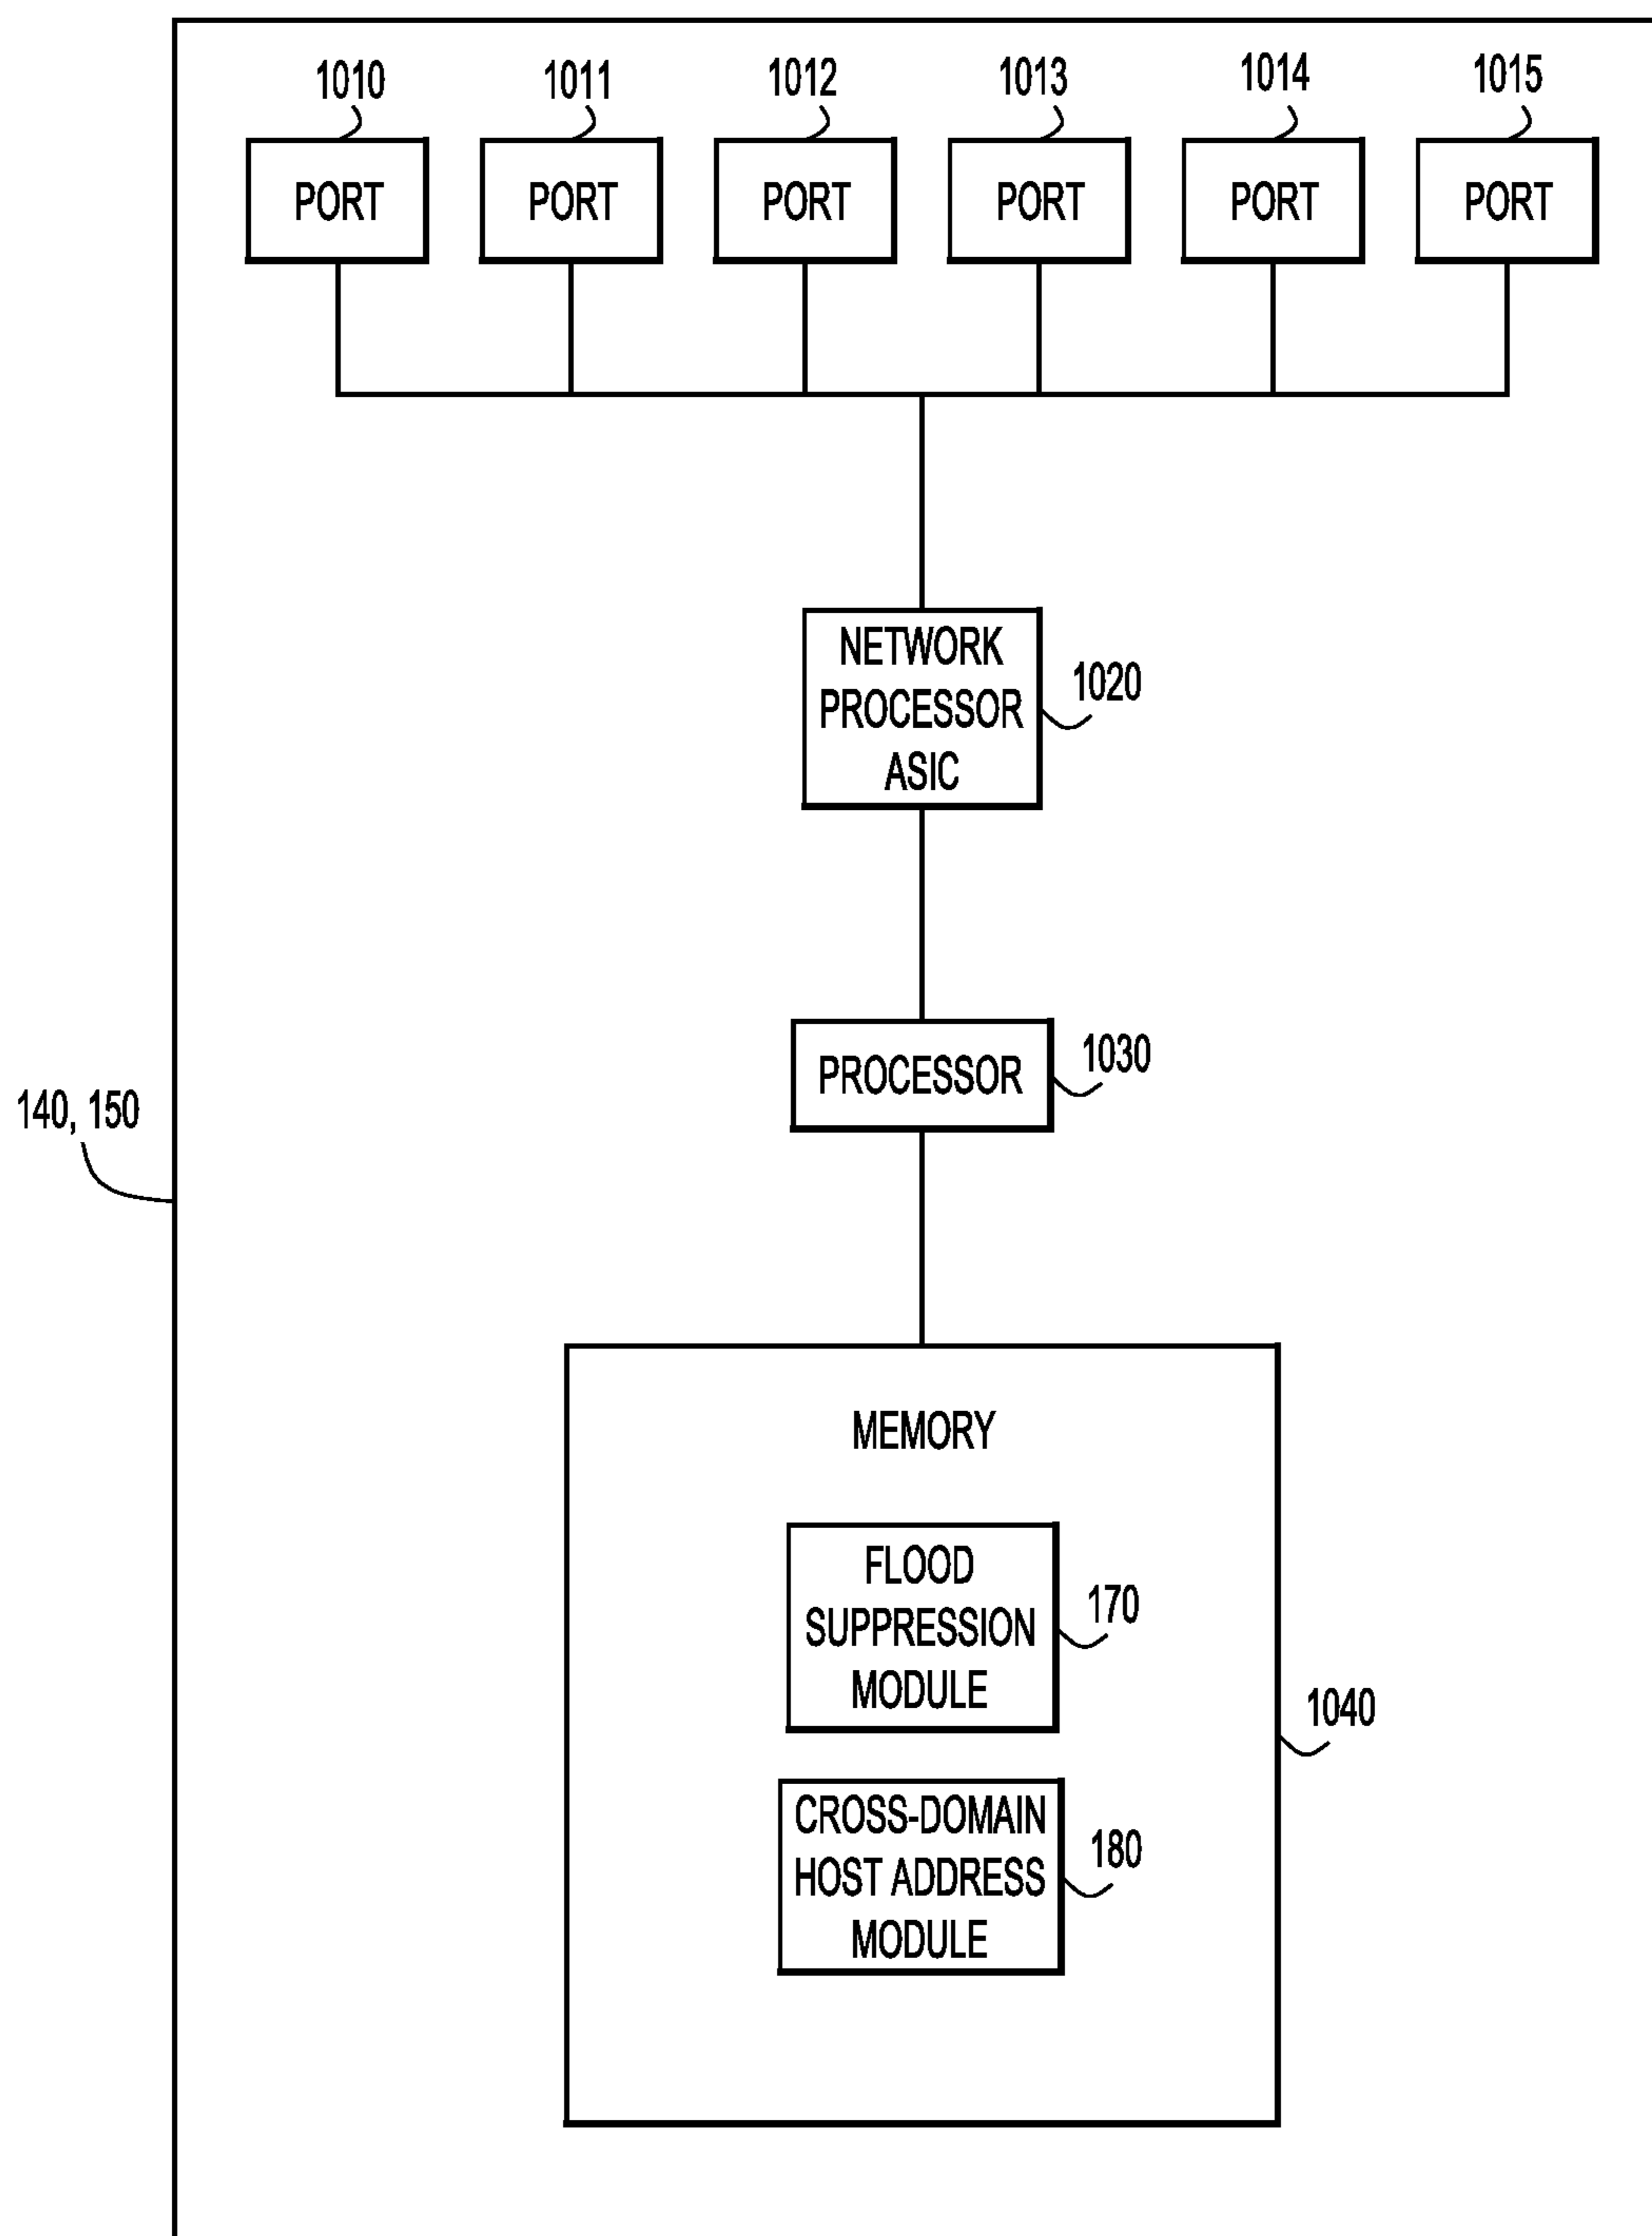 1010 1011 1012 1013 1014 1015
PORT PORT PORT PORT PORT PORT
NETWORK
PROCESSOR
ASIC
1020
PROCESSOR
1030
140, 150
MEMORY
FLOOD
SUPPRESSION
MODULE
170
1040
CROSS-DOMAIN
HOST ADDRESS
MODULE
180